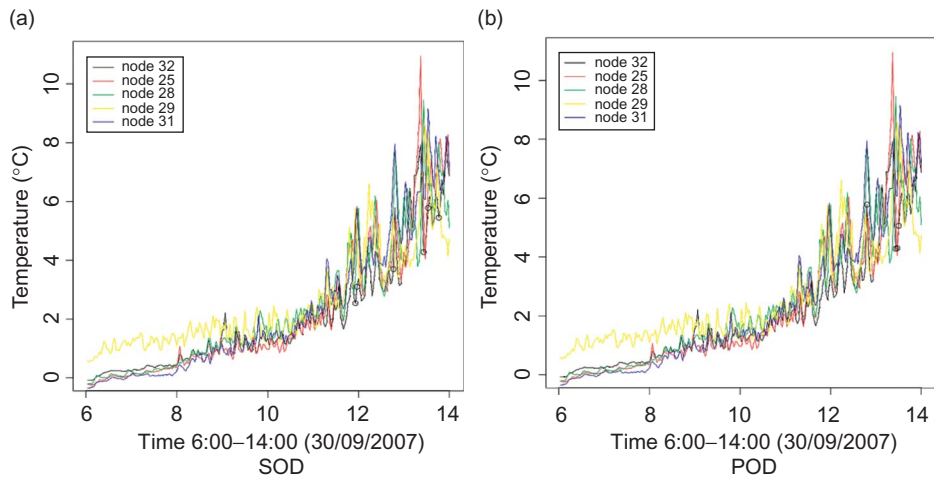 (a)
node 32
node 25
node 28
node 29
node 31
Temperature (°C)
0
2
4
6
8
10
6
8
10
12
14
Time 6:00–14:00 (30/09/2007)
SOD
(b)
node 32
node 25
node 28
node 29
node 31
Temperature (°C)
0
2
4
6
8
10
6
8
10
12
14
Time 6:00–14:00 (30/09/2007)
POD